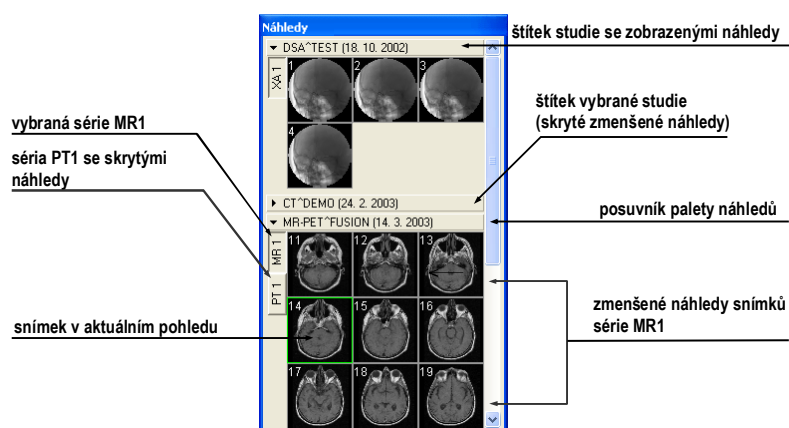 Náhledy
DSA^TEST (18. 10. 2002)
XA 1
1
2
3
4
CT^DEMO (24. 2. 2003)
MR-PET^FUSION (14. 3. 2003)
MR 1
PT 1
11
12
13
14
15
16
17
18
19
vybraná série MR1
séria PT1 se skrytými
náhledy
snímek v aktuálním pohledu
štítek studie se zobrazenými náhledy
štítek vybrané studie
(skryté zmenšené náhledy)
posuvník palety náhledů
zmenšené náhledy snímků
série MR1